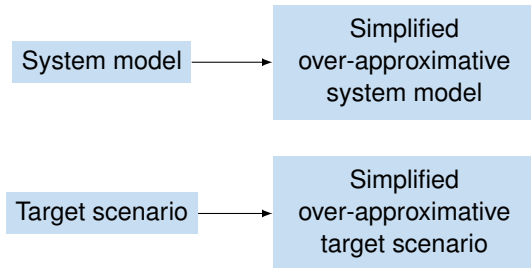 Simplified
System model
over-approximative
system model
Simplified
Target scenario
over-approximative
target scenario